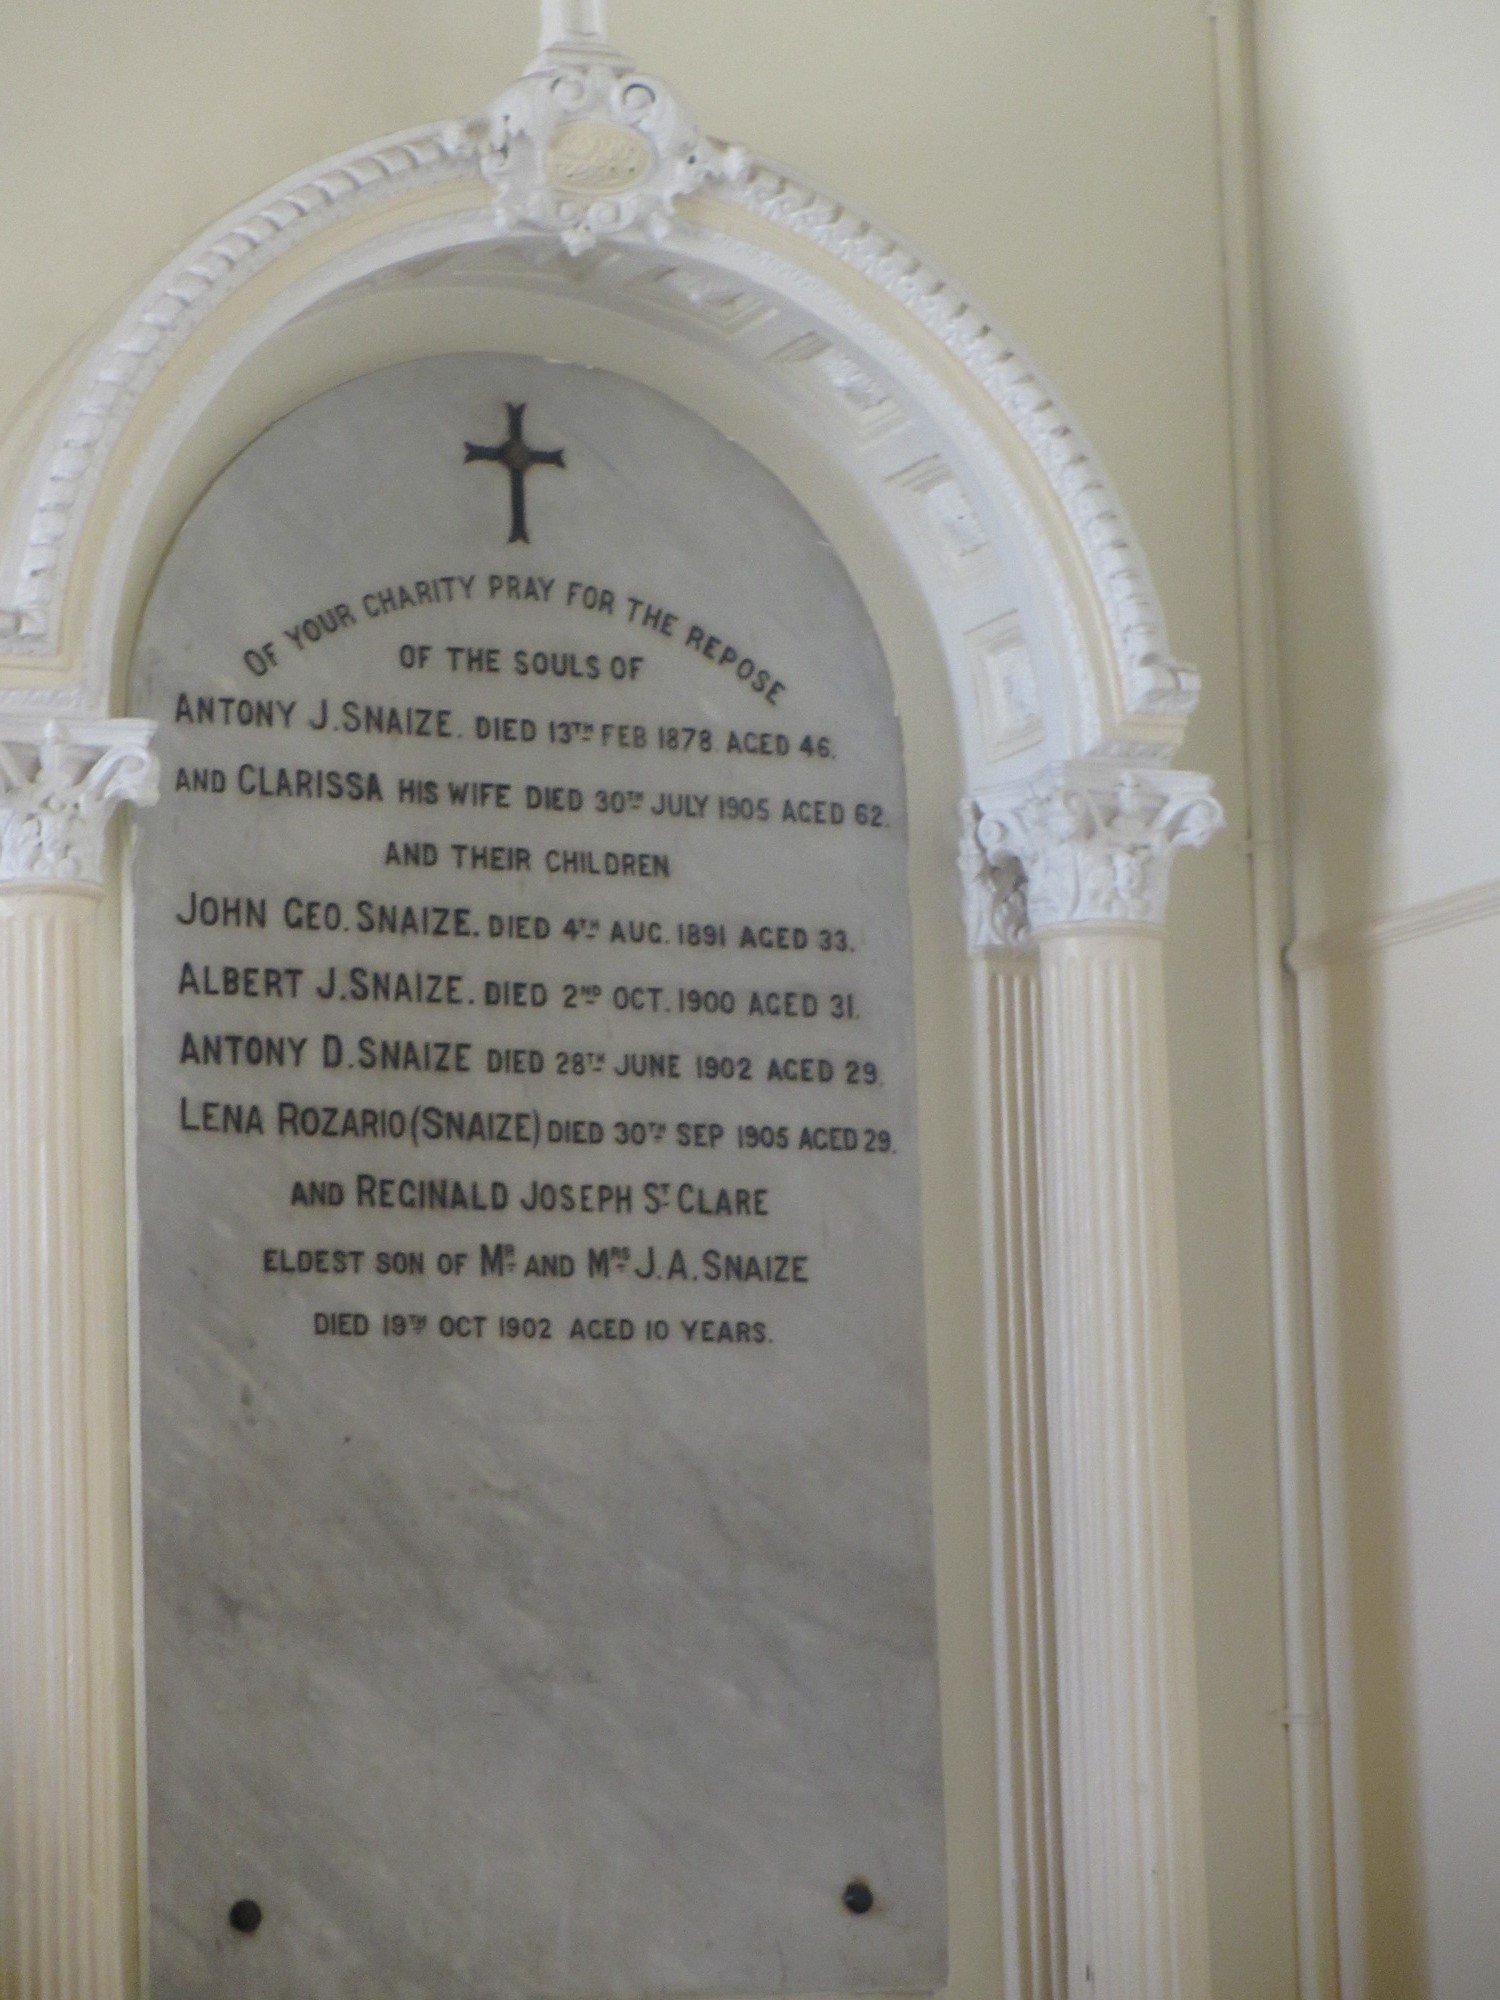 OF YOUR CHARITY PRAY FOR THE REPOSE
OF THE SOULS OF
ANTONY J. SNAIZE. DIED 13TH FEB 1878. AGED 46.
AND CLARISSA HIS WIFE DIED 30TH JULY 1905 AGED 62.
AND THEIR CHILDREN
JOHN GEO. SNAIZE. DIED 4TH AUG. 1891 AGED 33.
ALBERT J. SNAIZE. DIED 2ND OCT. 1900 AGED 31.
ANTONY D. SNAIZE DIED 28TH JUNE 1902 AGED 29.
LENA ROZARIO (SNAIZE) DIED 30TH SEP 1905 AGED 29.
AND REGINALD JOSEPH ST CLARE
ELDEST SON OF MR AND MRS J. A. SNAIZE
DIED 19TH OCT 1902 AGED 10 YEARS.